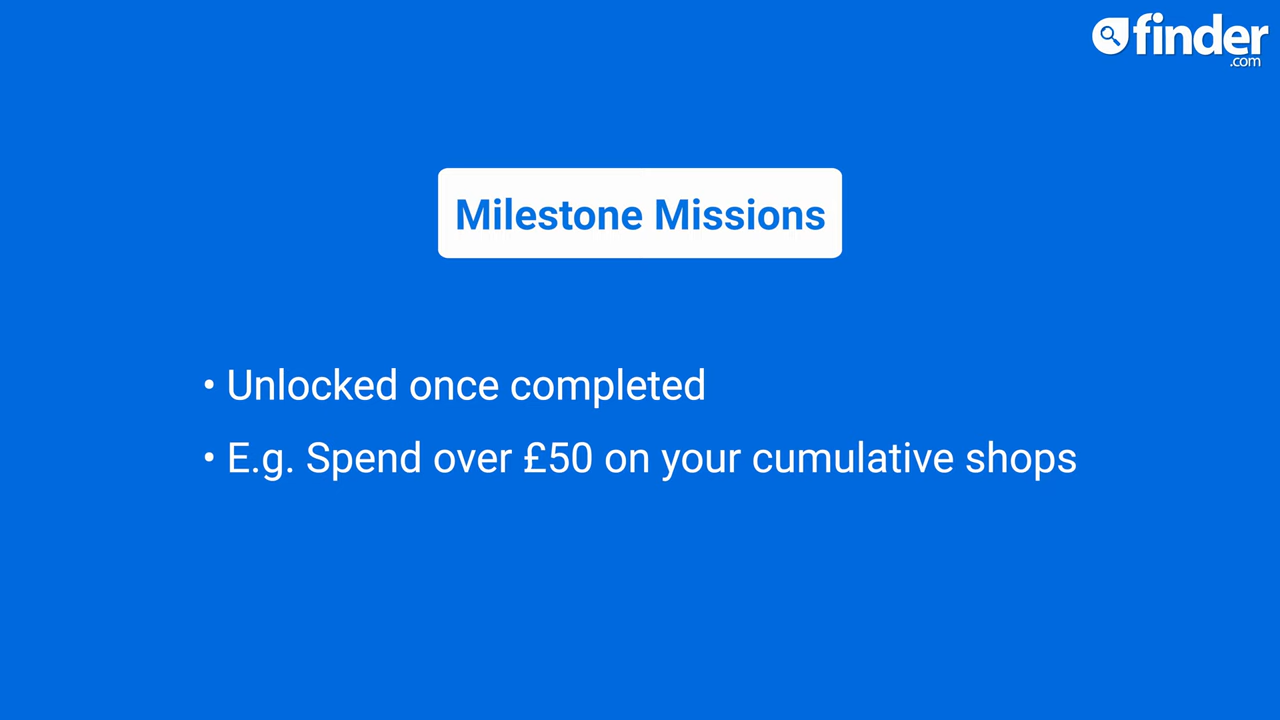 finder
.com
Milestone Missions
• Unlocked once completed
• E.g. Spend over £50 on your cumulative shops